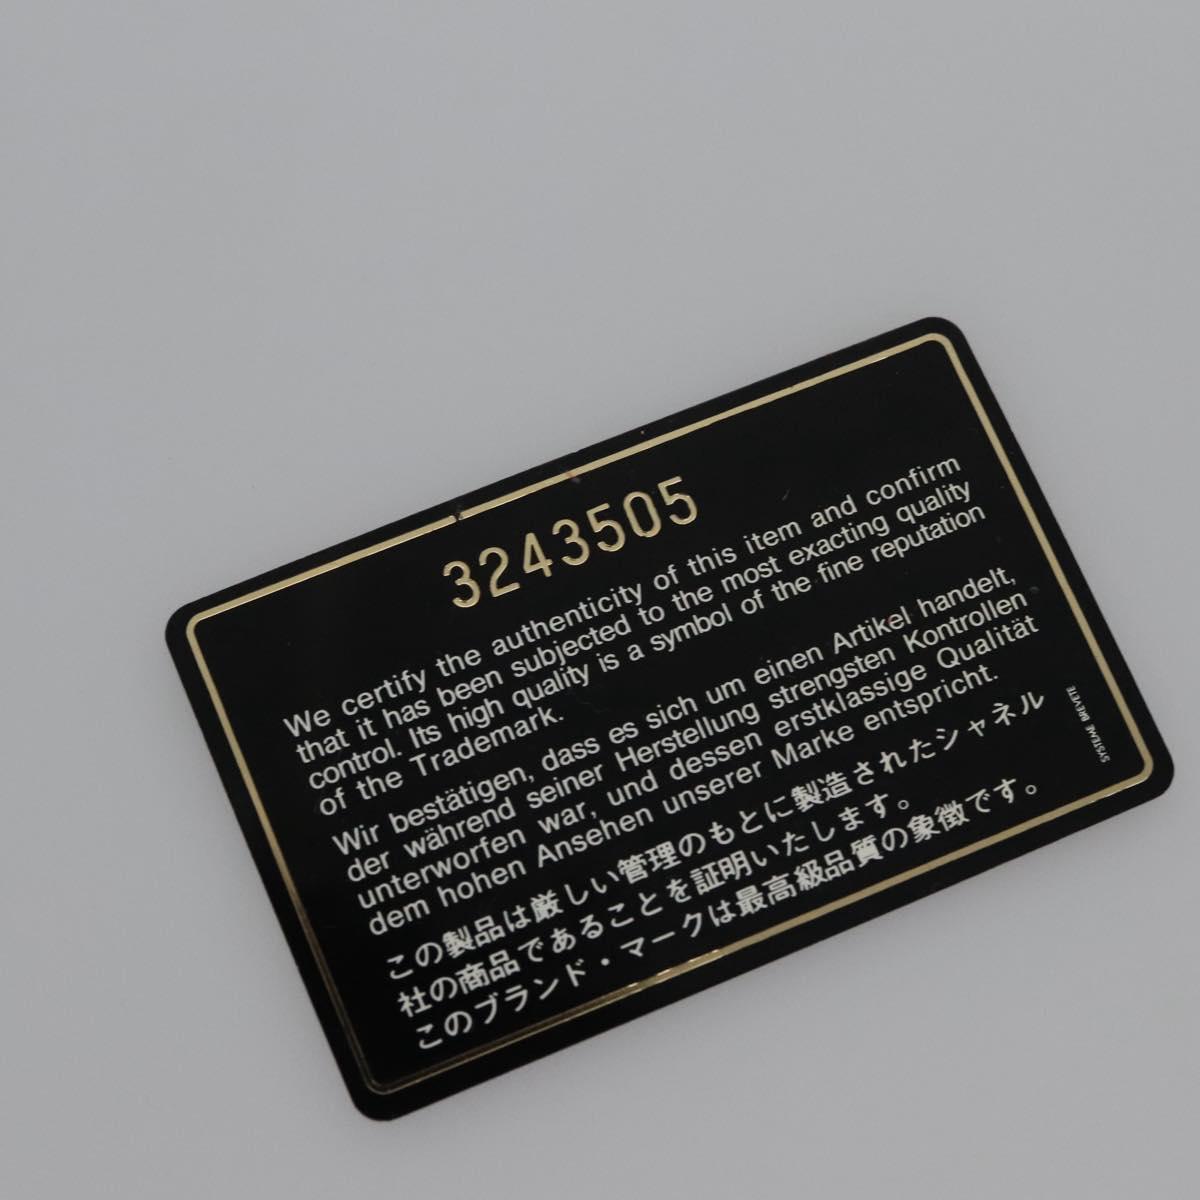 3243505
We certify the authenticity of this item and confirm
that it has been subjected to the most exacting quality
control. Its high quality is a symbol of the fine reputation
of the Trademark.
Wir bestätigen, dass es sich um einen Artikel handelt,
der während seiner Herstellung strengsten Kontrollen
unterworfen war, und dessen erstklassige Qualität
dem hohen Ansehen unserer Marke entspricht.
この製品は厳しい管理のもとに製造されたシャネル
社の商品であることを証明いたします。
このブランド・マークは最高級品質の象徴です。
SYSTEME BREVETE